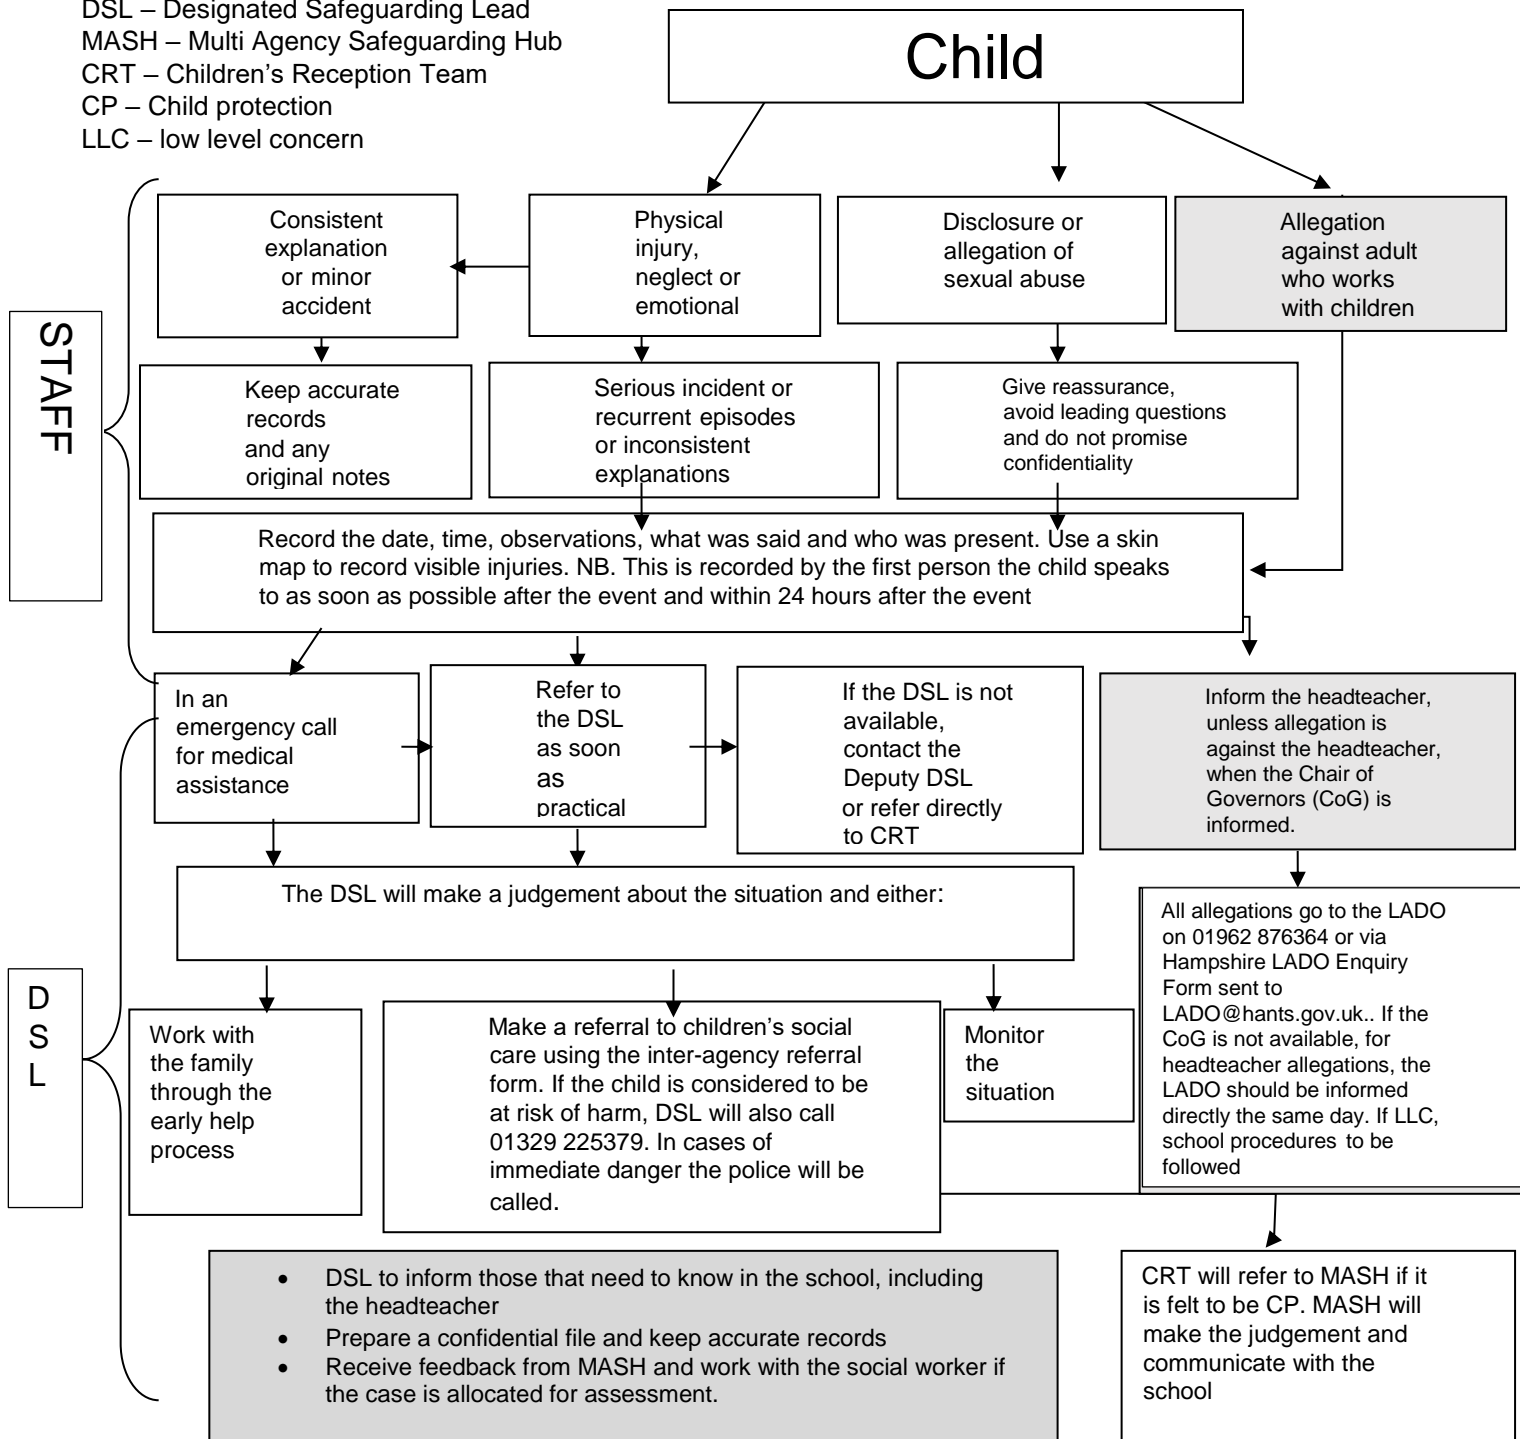 DSL – Designated Safeguarding Lead
MASH – Multi Agency Safeguarding Hub
CRT – Children’s Reception Team
CP – Child protection
LLC – low level concern
Child
STAFF
Consistent
explanation
or minor
accident
Physical
injury,
neglect or
emotional
Disclosure or
allegation of
sexual abuse
Allegation
against adult
who works
with children
Keep accurate
records
and any
original notes
Serious incident or
recurrent episodes
or inconsistent
explanations
Give reassurance,
avoid leading questions
and do not promise
confidentiality
Record the date, time, observations, what was said and who was present. Use a skin
map to record visible injuries. NB. This is recorded by the first person the child speaks
to as soon as possible after the event and within 24 hours after the event
In an
emergency call
for medical
assistance
Refer to
the DSL
as soon
as
practical
If the DSL is not
available,
contact the
Deputy DSL
or refer directly
to CRT
Inform the headteacher,
unless allegation is
against the headteacher,
when the Chair of
Governors (CoG) is
informed.
The DSL will make a judgement about the situation and either:
All allegations go to the LADO
on 01962 876364 or via
Hampshire LADO Enquiry
Form sent to
LADO@hants.gov.uk.. If the
CoG is not available, for
headteacher allegations, the
LADO should be informed
directly the same day. If LLC,
school procedures to be
followed
D
S
L
Work with
the family
through the
early help
process
Make a referral to children’s social
care using the inter-agency referral
form. If the child is considered to be
at risk of harm, DSL will also call
01329 225379. In cases of
immediate danger the police will be
called.
Monitor
the
situation
• DSL to inform those that need to know in the school, including
the headteacher
• Prepare a confidential file and keep accurate records
• Receive feedback from MASH and work with the social worker if
the case is allocated for assessment.
CRT will refer to MASH if it
is felt to be CP. MASH will
make the judgement and
communicate with the
school